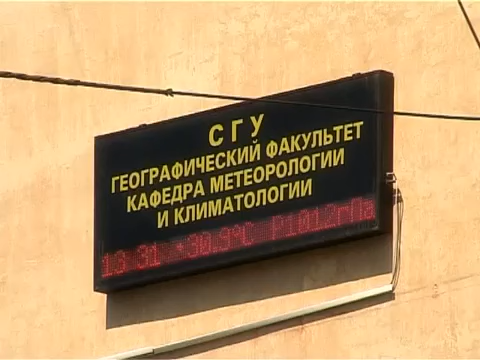 СГУ
ГЕОГРАФИЧЕСКИЙ ФАКУЛЬТЕТ
КАФЕДРА МЕТЕОРОЛОГИИ
И КЛИМАТОЛОГИИ
13:31 +30.9°C P1012гПа